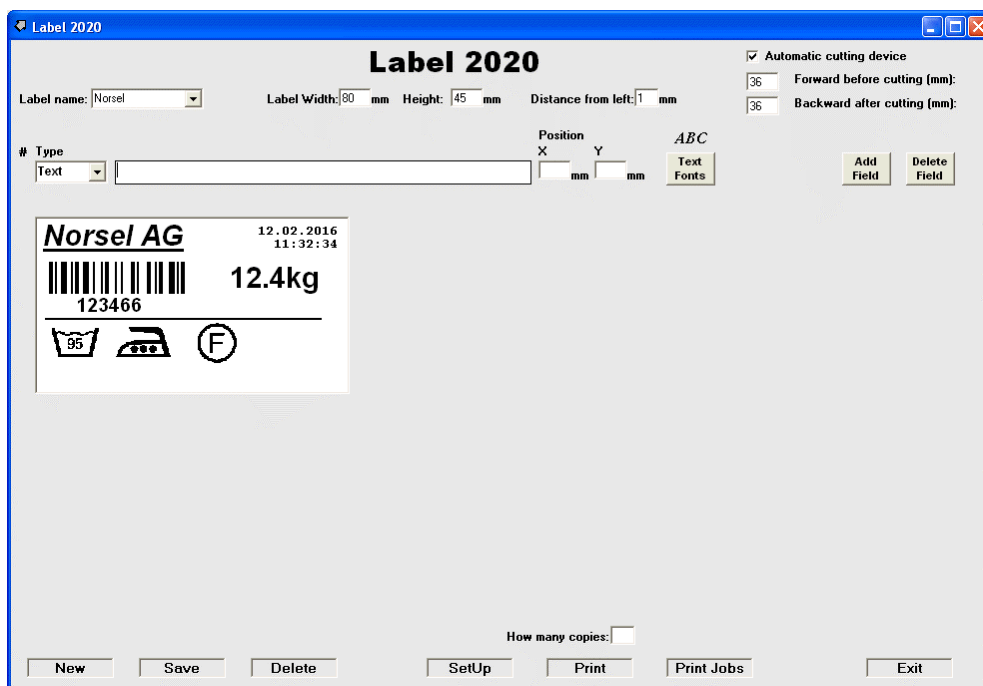 Label 2020
Label 2020
Automatic cutting device
36 Forward before cutting (mm):
Label name: Norsel Label Width: 80 mm Height: 45 mm Distance from left: 1 mm
36 Backward after cutting (mm):
Position ABC
# Type X Y
Text mm mm Text Fonts Add Field Delete Field
Norsel AG 12.02.2016
11:32:34
12.4kg
123466
95 F
How many copies:
New Save Delete SetUp Print Print Jobs Exit